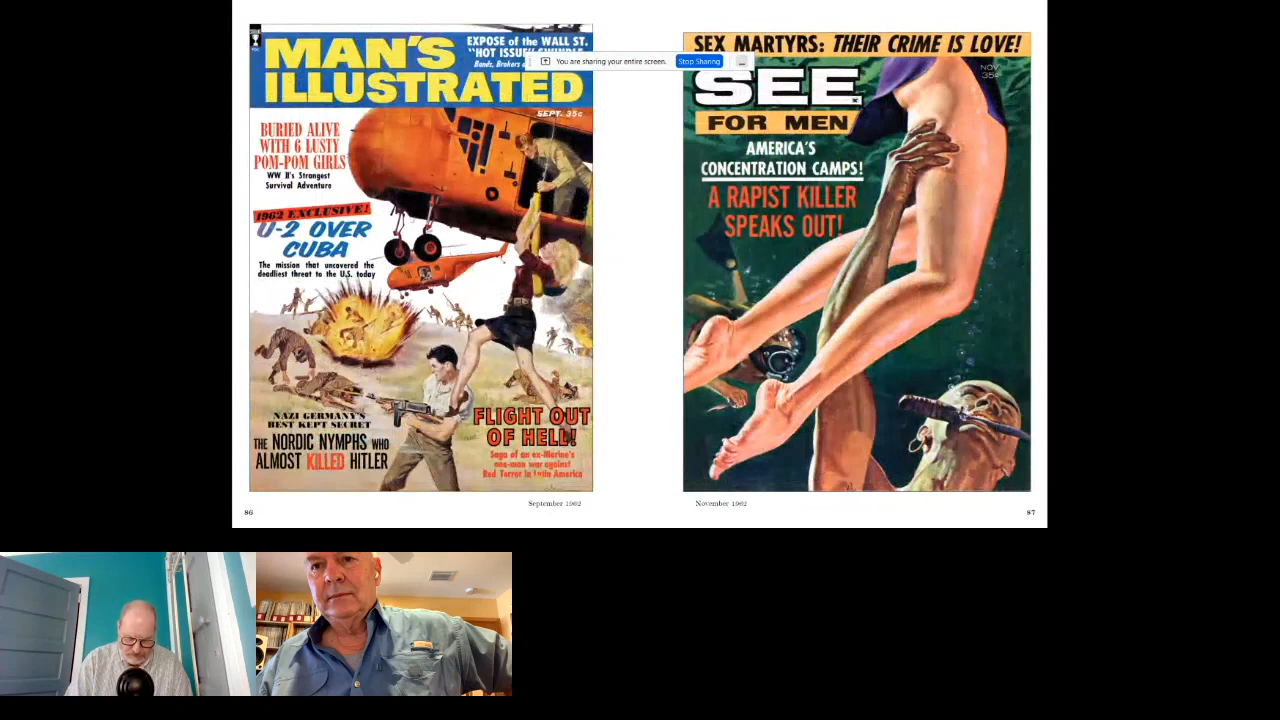 MAN'S
ILLUSTRATED
EXPOSE of the WALL ST.
"HOT ISSUE"
Bonds, Brokers
You are sharing your entire screen.
Stop Sharing
SEPT. 35c
BURIED ALIVE
WITH 6 LUSTY
POM-POM GIRLS
WW II's Strangest
Survival Adventure
1962 EXCLUSIVE!
U-2 OVER
CUBA
The mission that uncovered the
deadliest threat to the U.S. today
NAZI GERMANY'S
BEST KEPT SECRET
THE NORDIC NYMPHS WHO
ALMOST KILLED HITLER
FLIGHT OUT
OF HELL!
Saga of an ex-Marine's
one-man war against
Red Terror in Latin America
September 1962
86
SEX MARTYRS: THEIR CRIME IS LOVE!
SEE
NOV.
35c
FOR MEN
AMERICA'S
CONCENTRATION CAMPS!
A RAPIST KILLER
SPEAKS OUT!
November 1962
87